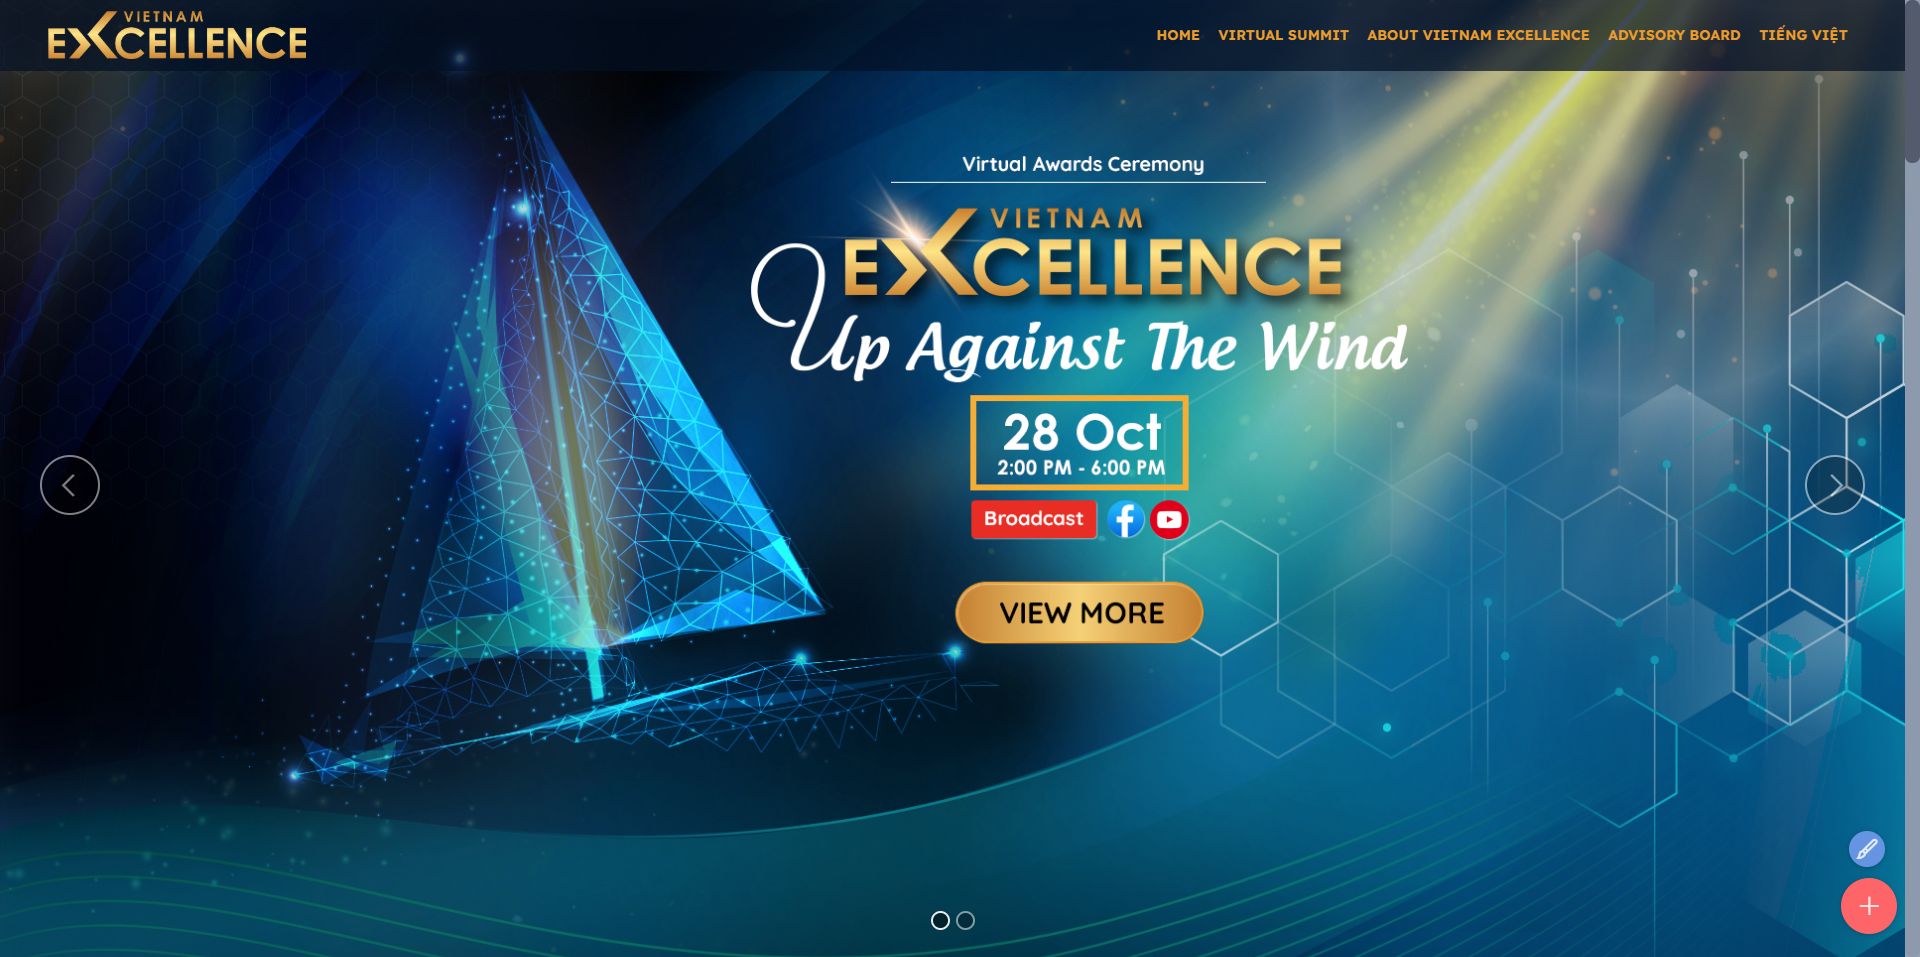 VIETNAM
EXCELLENCE
HOME VIRTUAL SUMMIT ABOUT VIETNAM EXCELLENCE ADVISORY BOARD TIẾNG VIỆT
Virtual Awards Ceremony
VIETNAM
EXCELLENCE
Up Against The Wind
28 Oct
2:00 PM - 6:00 PM
Broadcast
VIEW MORE